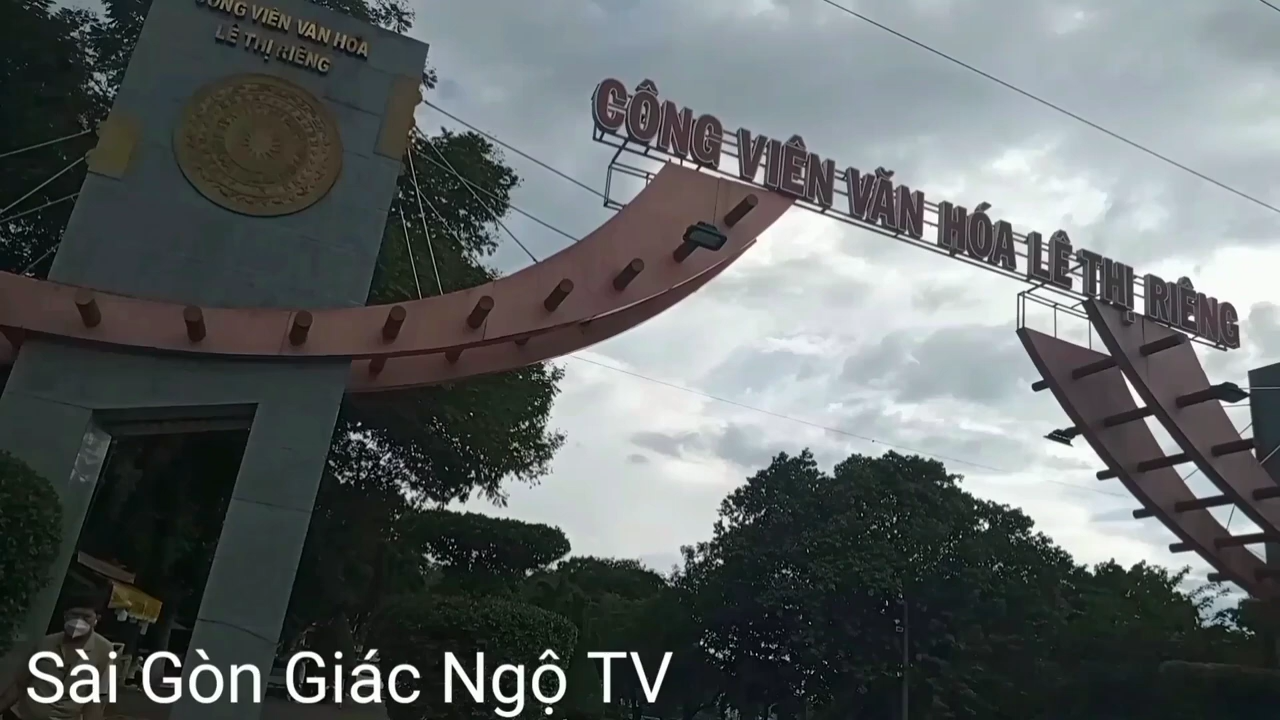 CÔNG VIÊN VĂN HÓA
LÊ THỊ RIÊNG
CÔNG VIÊN VĂN HÓA LÊ THỊ RIÊNG
Sài Gòn Giác Ngộ TV